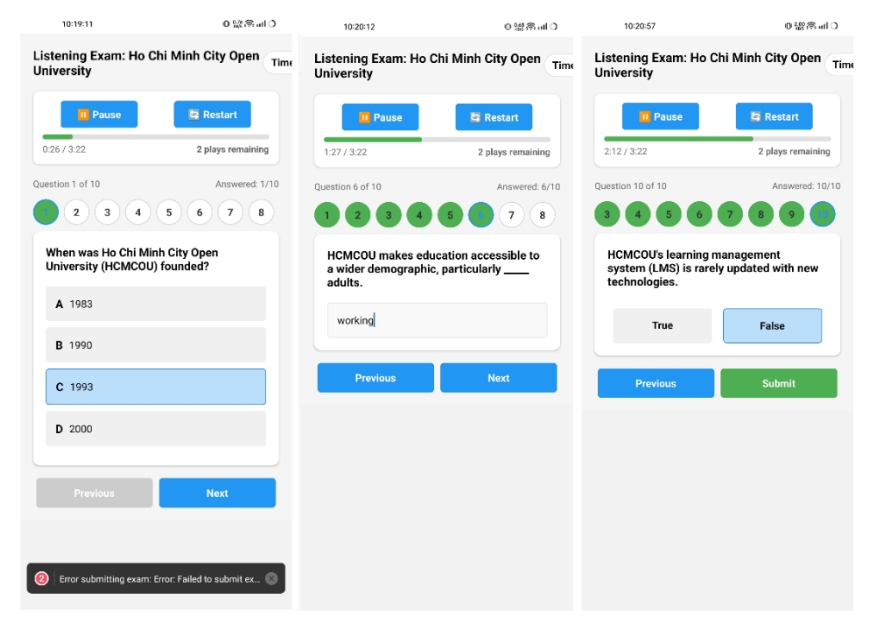 10:19:11
Listening Exam: Ho Chi Minh City Open
University
Time
Pause
Restart
0:26 / 3:22
2 plays remaining
Question 1 of 10
Answered: 1/10
1 2 3 4 5 6 7 8
When was Ho Chi Minh City Open
University (HCMCOU) founded?
A 1983
B 1990
C 1993
D 2000
Previous
Next
2 Error submitting exam: Error: Failed to submit ex...
10:20:12
Listening Exam: Ho Chi Minh City Open
University
Time
Pause
Restart
1:27 / 3:22
2 plays remaining
Question 6 of 10
Answered: 6/10
1 2 3 4 5 6 7 8
HCMCOU makes education accessible to
a wider demographic, particularly ____
adults.
working
Previous
Next
10:20:57
Listening Exam: Ho Chi Minh City Open
University
Time
Pause
Restart
2:12 / 3:22
2 plays remaining
Question 10 of 10
Answered: 10/10
3 4 5 6 7 8 9 10
HCMCOU's learning management
system (LMS) is rarely updated with new
technologies.
True
False
Previous
Submit